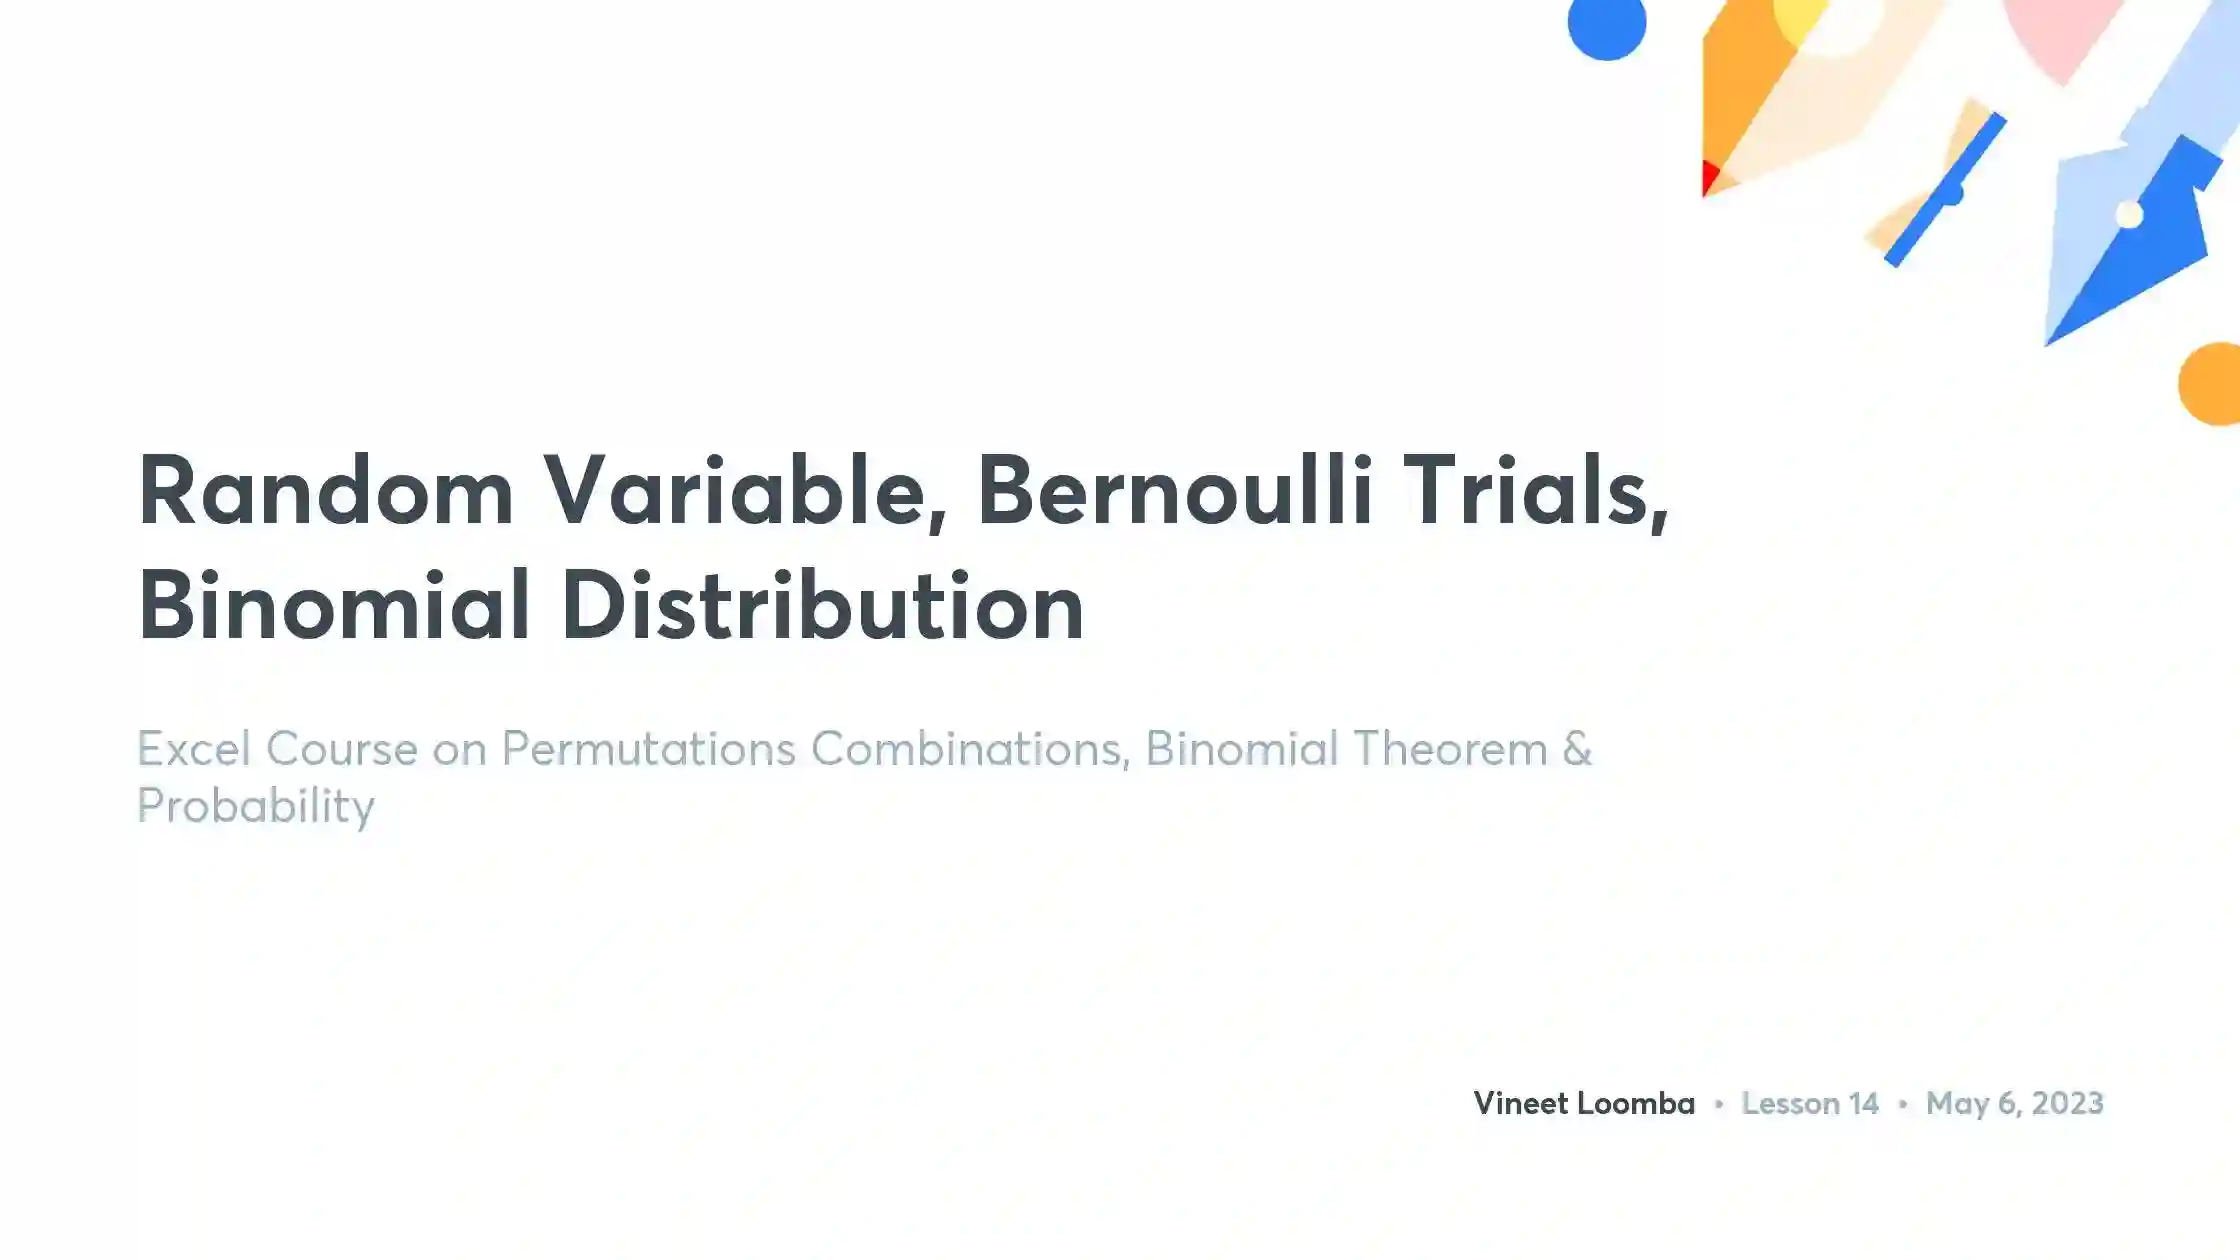 Random Variable, Bernoulli Trials,
Binomial Distribution
Excel Course on Permutations Combinations, Binomial Theorem &
Probability
Vineet Loomba • Lesson 14 • May 6, 2023